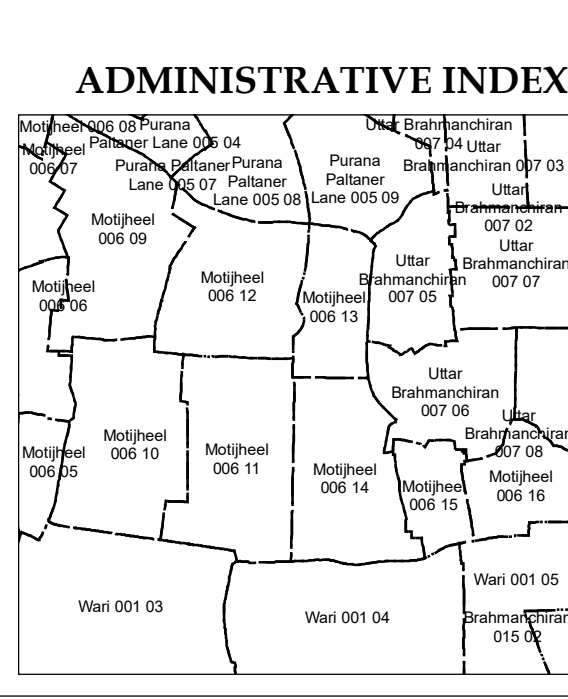 ADMINISTRATIVE INDEX
Motijheel 006 08
Purana
Paltaner Lane 005 04
Uttar Brahmanchiran
007 04
Motijheel
006 07
Purana Paltaner
Lane 005 07
Purana
Paltaner
Lane 005 08
Purana
Paltaner
Lane 005 09
Uttar
Brahmanchiran 007 03
Uttar
Brahmanchiran
007 02
Motijheel
006 09
Uttar
Brahmanchiran
007 07
Motijheel
006 06
Motijheel
006 12
Motijheel
006 13
Uttar
Brahmanchiran
007 05
Uttar
Brahmanchiran
007 06
Uttar
Brahmanchiran
007 08
Motijheel
006 05
Motijheel
006 10
Motijheel
006 11
Motijheel
006 14
Motijheel
006 15
Motijheel
006 16
Wari 001 03
Wari 001 04
Wari 001 05
Brahmanchiran
015 02